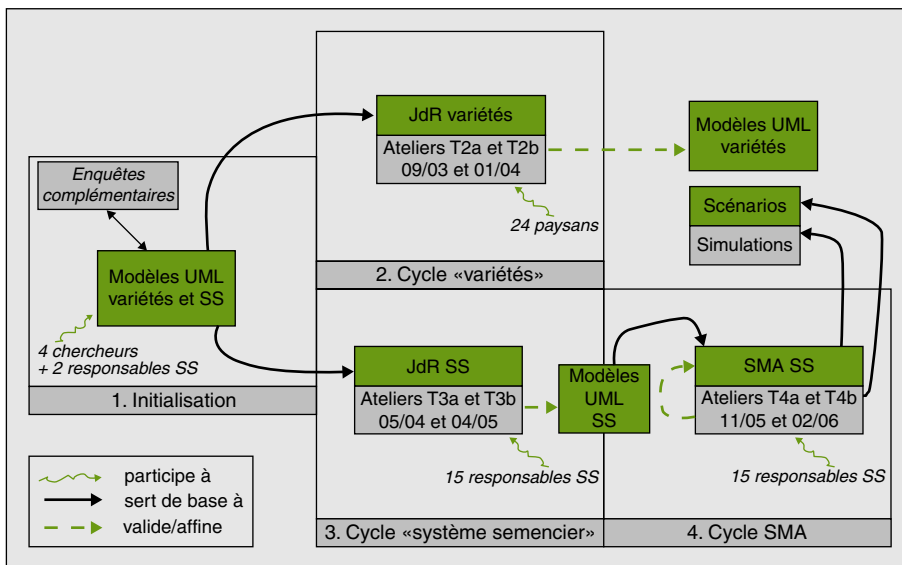 JdR variétés
Ateliers T2a et T2b
09/03 et 01/04
24 paysans
2. Cycle «variétés»
Modèles UML
variétés
Scénarios
Simulations
Enquêtes
complémentaires
Modèles UML
variétés et SS
4 chercheurs
+ 2 responsables SS
1. Initialisation
JdR SS
Ateliers T3a et T3b
05/04 et 04/05
15 responsables SS
3. Cycle «système semencier»
Modèles
UML
SS
SMA SS
Ateliers T4a et T4b
11/05 et 02/06
15 responsables SS
4. Cycle SMA
participe à
sert de base à
valide/affine